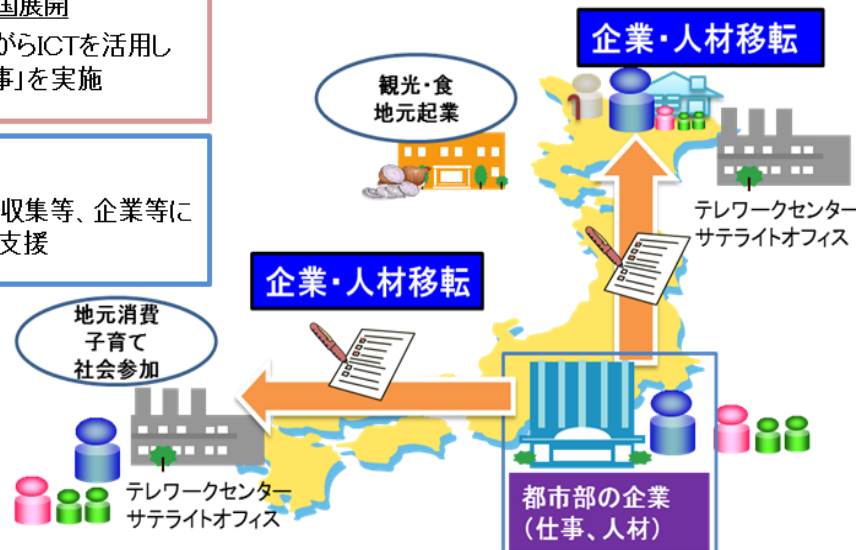 国展開
がらICTを活用し
事」を実施
収集等、企業等に
支援
企業・人材移転
観光・食
地元起業
テレワークセンター
サテライトオフィス
企業・人材移転
地元消費
子育て
社会参加
テレワークセンター
サテライトオフィス
都市部の企業
（仕事、人材）